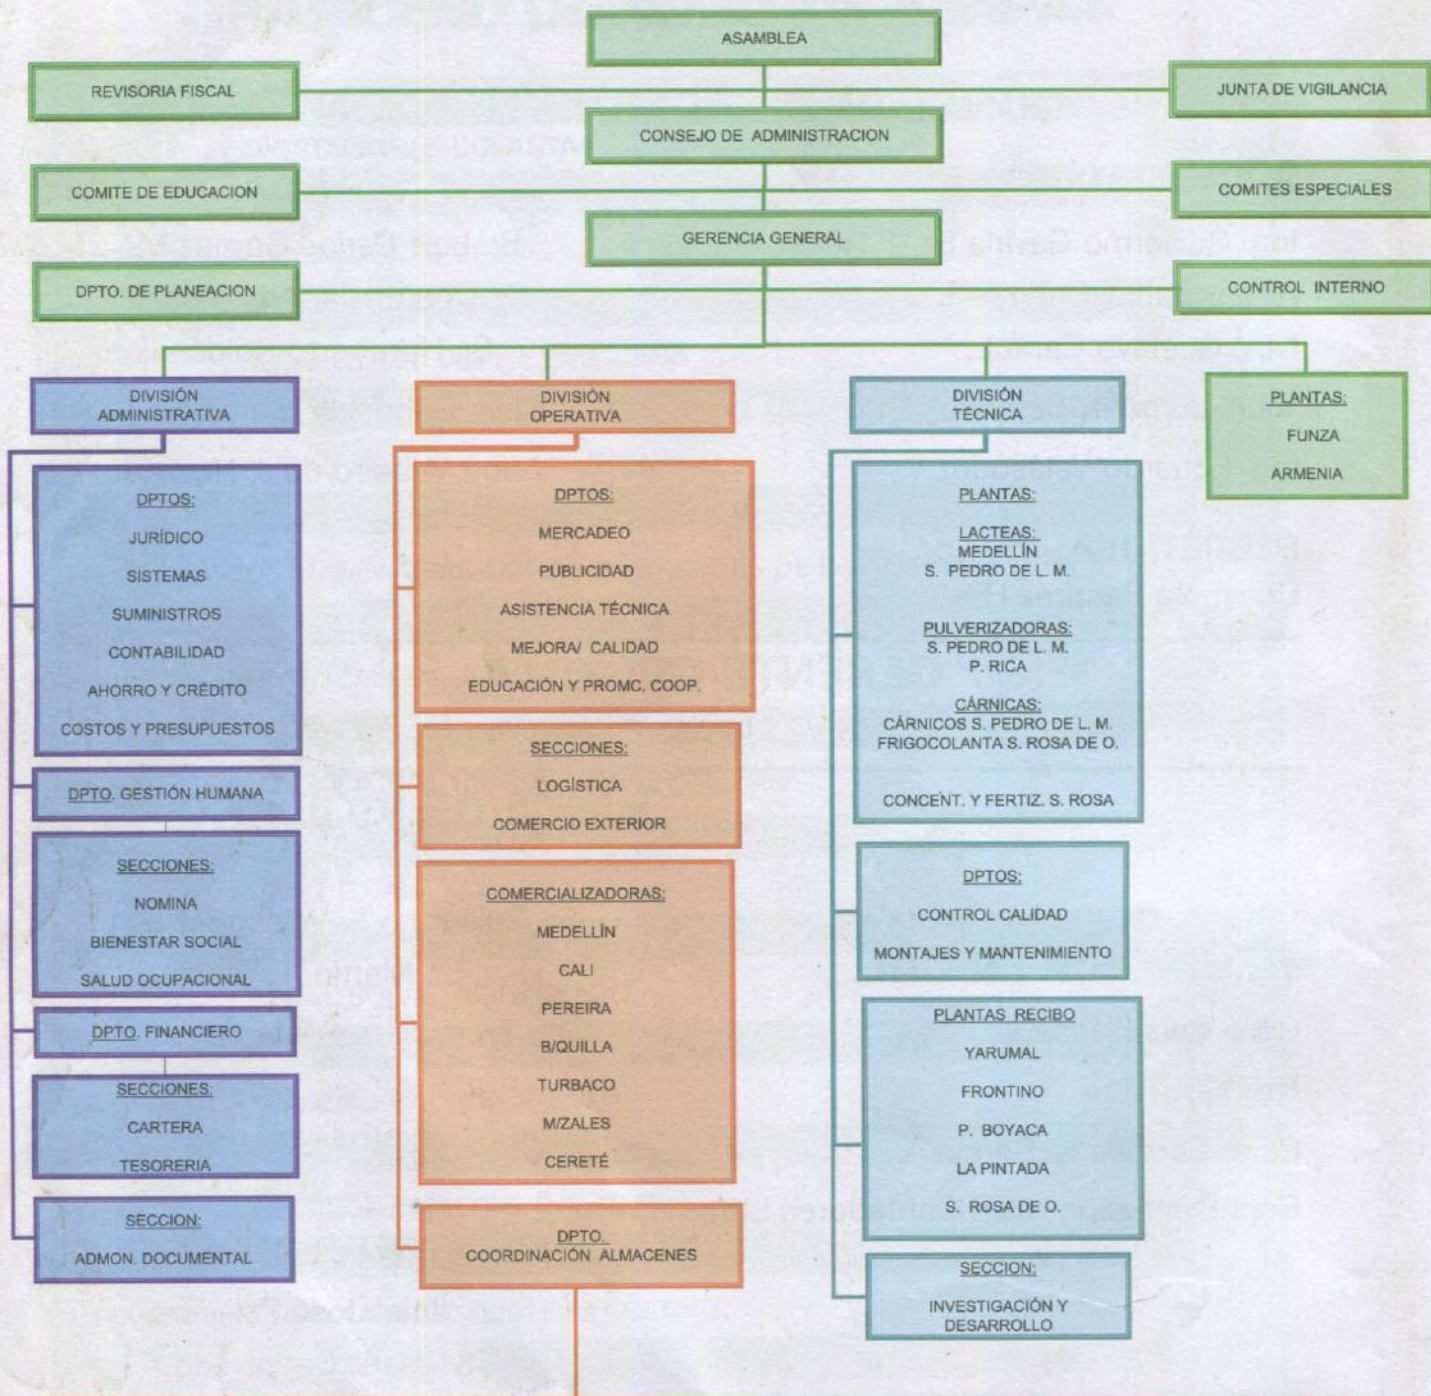 ASAMBLEA
REVISORIA FISCAL
JUNTA DE VIGILANCIA
CONSEJO DE ADMINISTRACION
COMITE DE EDUCACION
COMITES ESPECIALES
GERENCIA GENERAL
DPTO. DE PLANEACION
CONTROL INTERNO
DIVISIÓN
ADMINISTRATIVA
DPTOS:
JURÍDICO
SISTEMAS
SUMINISTROS
CONTABILIDAD
AHORRO Y CRÉDITO
COSTOS Y PRESUPUESTOS
DPTO. GESTIÓN HUMANA
SECCIONES:
NOMINA
BIENESTAR SOCIAL
SALUD OCUPACIONAL
DPTO. FINANCIERO
SECCIONES:
CARTERA
TESORERIA
SECCION:
ADMON. DOCUMENTAL
DIVISIÓN
OPERATIVA
DPTOS:
MERCADEO
PUBLICIDAD
ASISTENCIA TÉCNICA
MEJORA/ CALIDAD
EDUCACIÓN Y PROMC. COOP.
SECCIONES:
LOGÍSTICA
COMERCIO EXTERIOR
COMERCIALIZADORAS:
MEDELLÍN
CALI
PEREIRA
B/QUILLA
TURBACO
M/ZALES
CERETÉ
DPTO.
COORDINACIÓN ALMACENES
DIVISIÓN
TÉCNICA
PLANTAS:
LACTEAS:
MEDELLÍN
S. PEDRO DE L. M.
PULVERIZADORAS:
S. PEDRO DE L. M.
P. RICA
CÁRNICAS:
CÁRNICOS S. PEDRO DE L. M.
FRIGOCOLANTA S. ROSA DE O.
CONCENT. Y FERTIZ. S. ROSA
DPTOS:
CONTROL CALIDAD
MONTAJES Y MANTENIMIENTO
PLANTAS RECIBO
YARUMAL
FRONTINO
P. BOYACA
LA PINTADA
S. ROSA DE O.
SECCION:
INVESTIGACIÓN Y
DESARROLLO
PLANTAS:
FUNZA
ARMENIA